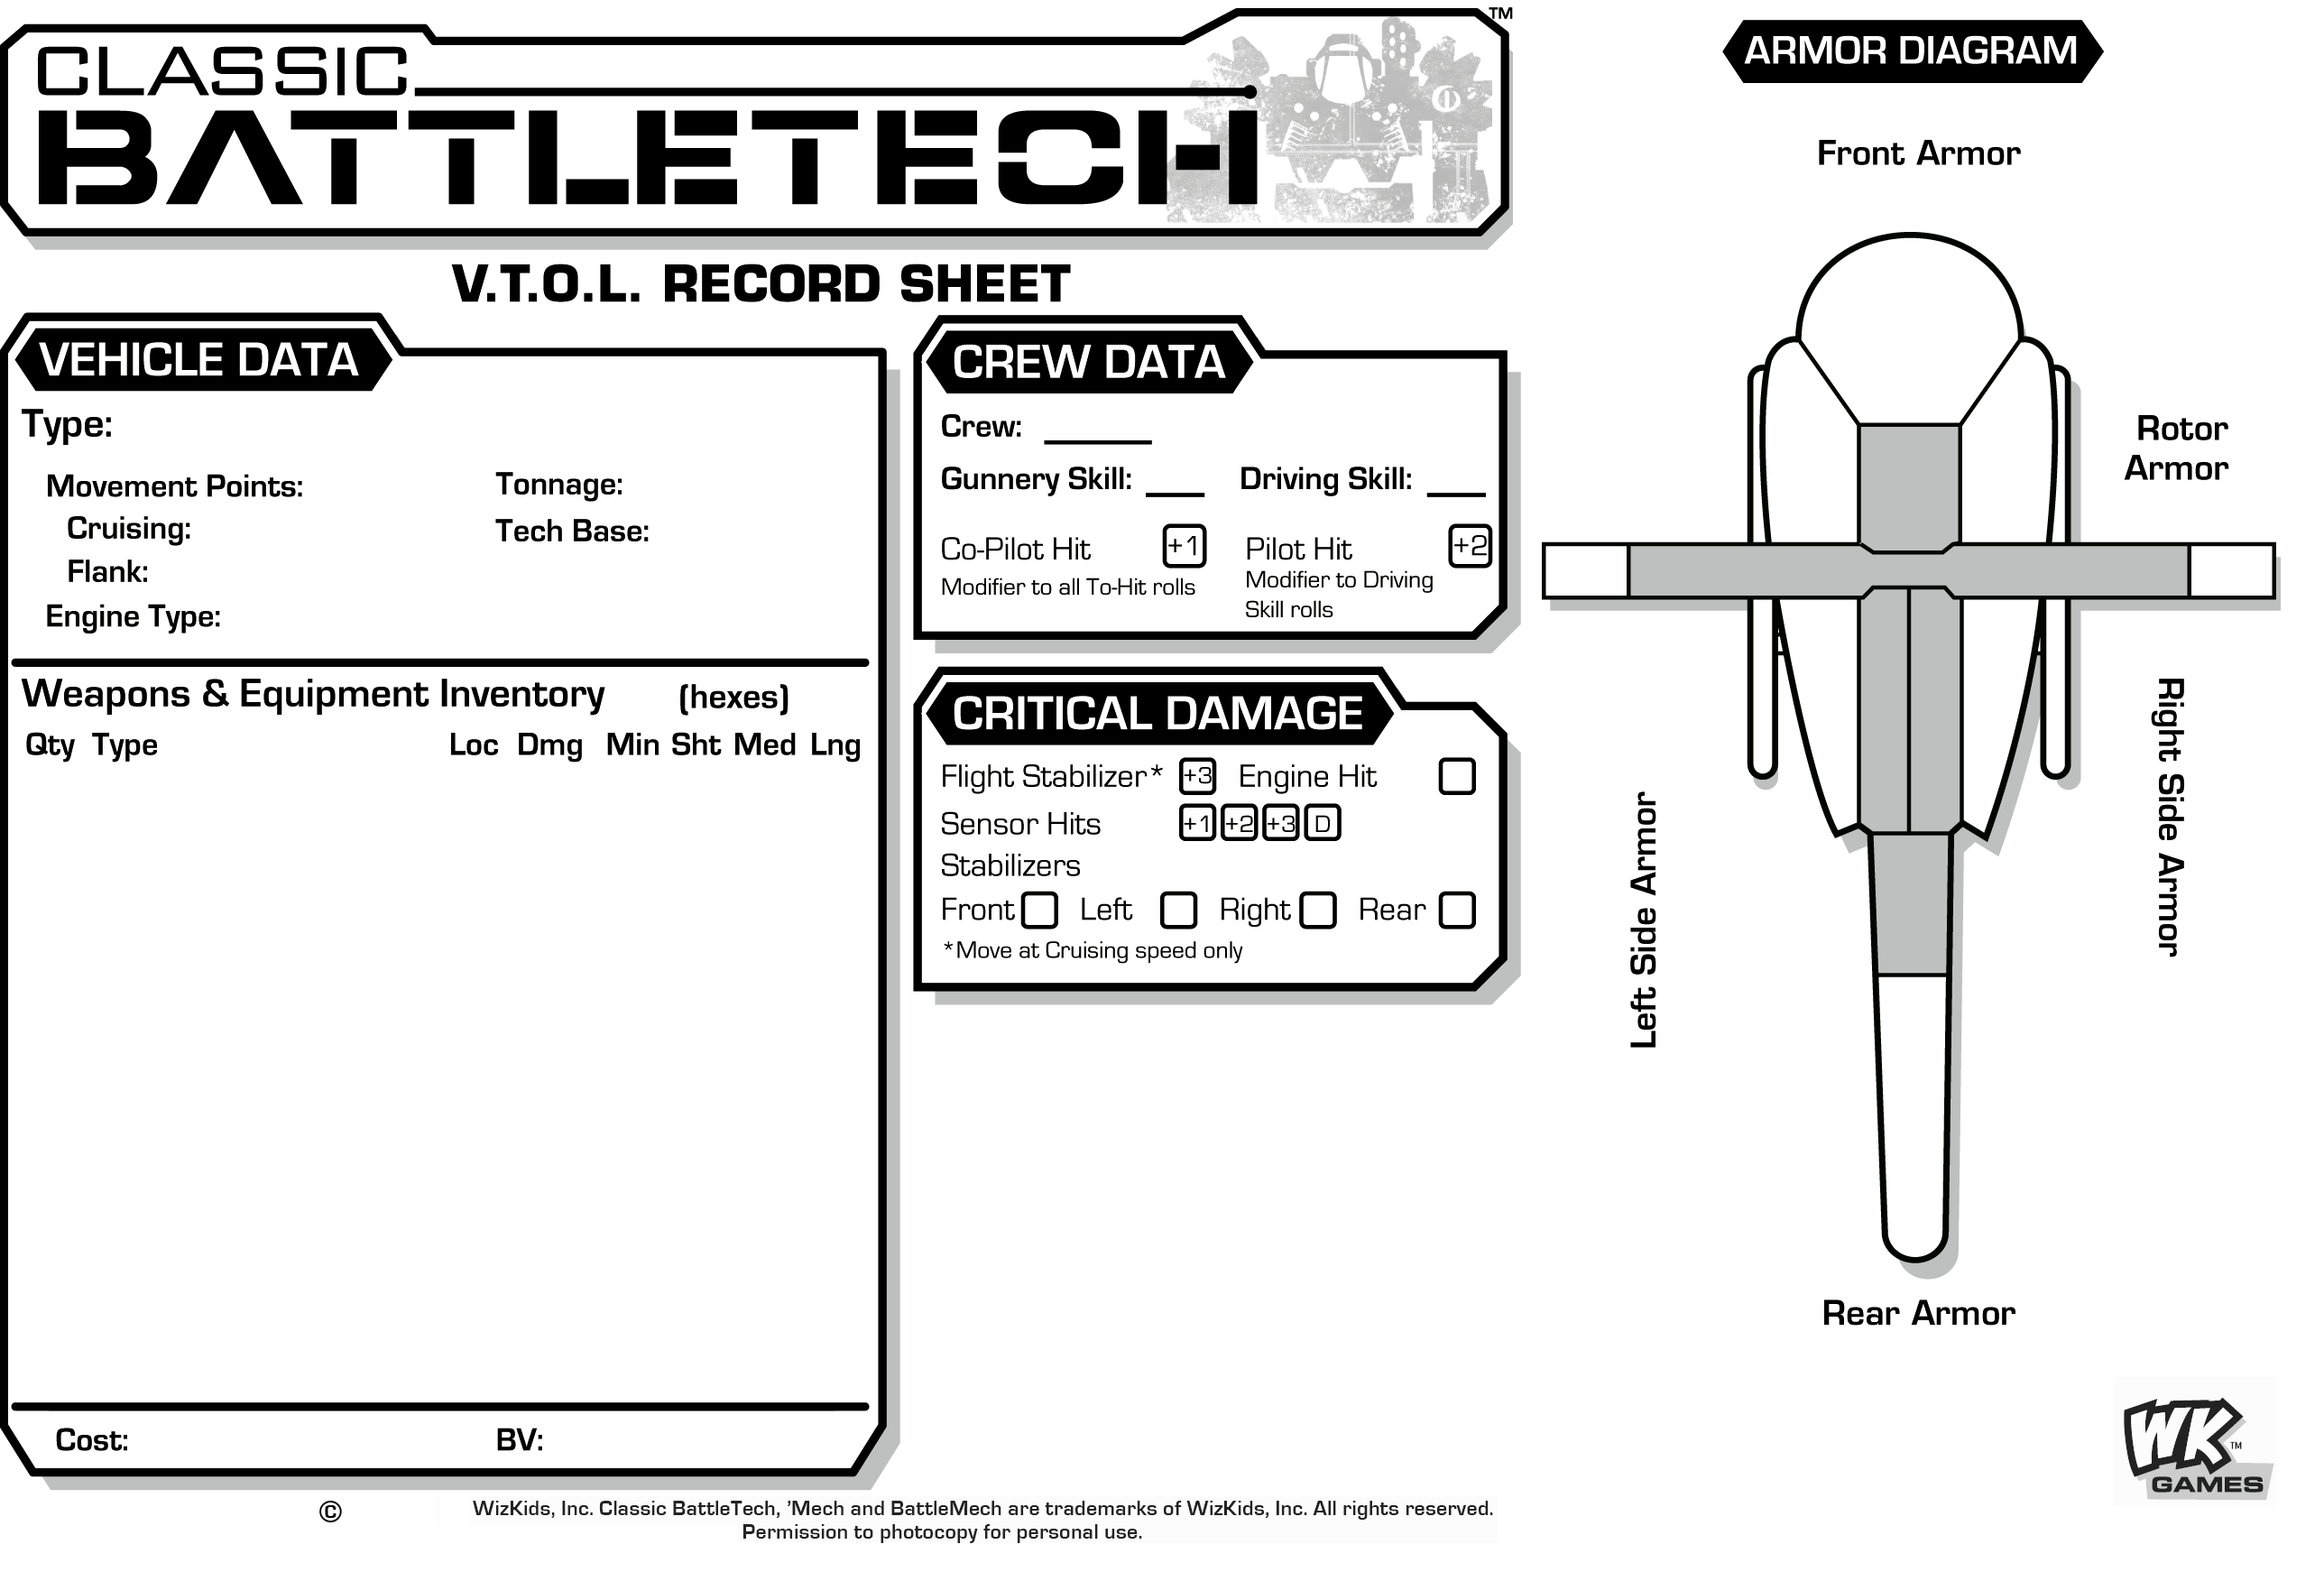 CLASSIC
BATTLETECH
TM
V.T.O.L. RECORD SHEET
VEHICLE DATA
Type:
Movement Points:
Tonnage:
Cruising:
Tech Base:
Flank:
Engine Type:
Weapons & Equipment Inventory (hexes)
Qty Type Loc Dmg Min Sht Med Lng
Cost: BV:
CREW DATA
Crew:
Gunnery Skill: Driving Skill:
Co-Pilot Hit +1
Modifier to all To-Hit rolls
Pilot Hit +2
Modifier to Driving
Skill rolls
CRITICAL DAMAGE
Flight Stabilizer* +3 Engine Hit
Sensor Hits +1 +2 +3 D
Stabilizers
Front Left Right Rear
*Move at Cruising speed only
ARMOR DIAGRAM
Front Armor
Rotor
Armor
Right Side Armor
Left Side Armor
Rear Armor
WK TM
GAMES
© WizKids, Inc. Classic BattleTech, ’Mech and BattleMech are trademarks of WizKids, Inc. All rights reserved.
Permission to photocopy for personal use.